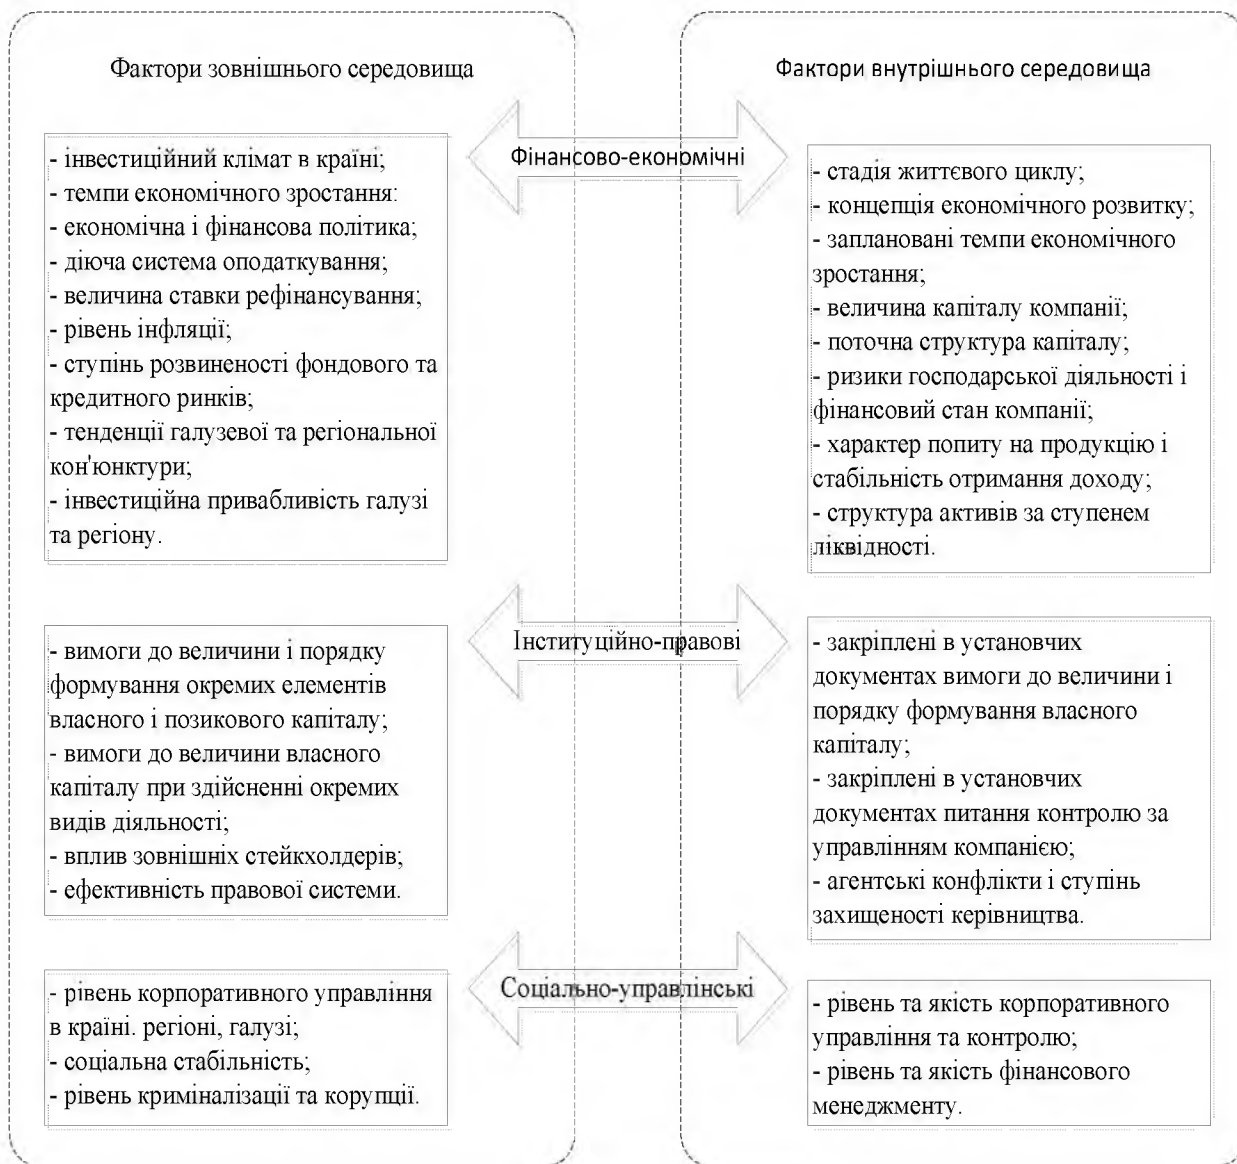 Фактори зовнішнього середовища
Фактори внутрішнього середовища
Фінансово-економічні
- інвестиційний клімат в країні;
- темпи економічного зростання:
- економічна і фінансова політика;
- діюча система оподаткування;
- величина ставки рефінансування;
- рівень інфляції;
- ступінь розвиненості фондового та
кредитного ринків;
- тенденції галузевої та регіональної
кон'юнктури;
- інвестиційна привабливість галузі
та регіону.
- стадія життєвого циклу;
- концепція економічного розвитку;
- заплановані темпи економічного
зростання;
- величина капіталу компанії;
- поточна структура капіталу;
- ризики господарської діяльності і
фінансовий стан компанії;
- характер попиту на продукцію і
стабільність отримання доходу;
- структура активів за ступенем
ліквідності.
Інституційно-правові
- вимоги до величини і порядку
формування окремих елементів
власного і позикового капіталу;
- вимоги до величини власного
капіталу при здійсненні окремих
видів діяльності;
- вплив зовнішніх стейкхолдерів;
- ефективність правової системи.
- закріплені в установчих
документах вимоги до величини і
порядку формування власного
капіталу;
- закріплені в установчих
документах питання контролю за
управлінням компанією;
- агентські конфлікти і ступінь
захищеності керівництва.
Соціально-управлінські
- рівень корпоративного управління
в країні. регіоні, галузі;
- соціальна стабільність;
- рівень криміналізації та корупції.
- рівень та якість корпоративного
управління та контролю;
- рівень та якість фінансового
менеджменту.